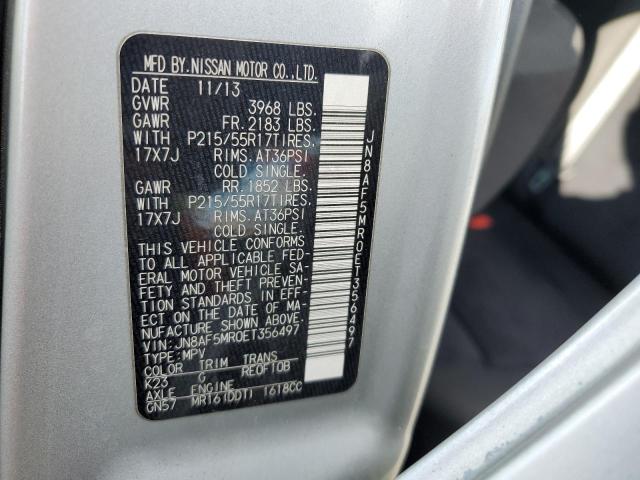 MFD BY.NISSAN MOTOR CO.,LTD.
DATE 11/13
GVWR 3968 LBS.
GAWR FR.2183 LBS.
WITH P215/55R17TIRES.
17X7J RIMS.AT36PSI
COLD SINGLE.
GAWR RR.1852 LBS.
WITH P215/55R17TIRES.
17X7J RIMS.AT36PSI
COLD SINGLE.
THIS VEHICLE CONFORMS
TO ALL APPLICABLE FED-
ERAL MOTOR VEHICLE SA-
FETY AND THEFT PREVEN-
TION STANDARDS IN EFF-
ECT ON THE DATE OF MA-
NUFACTURE SHOWN ABOVE.
VIN:JN8AF5MR0ET356497
TYPE:MPV
COLOR TRIM TRANS
K23 G RE0F10B
AXLE ENGINE
GN57 MR16(DDT) 1618CC
JN8AF5MR0ET356497